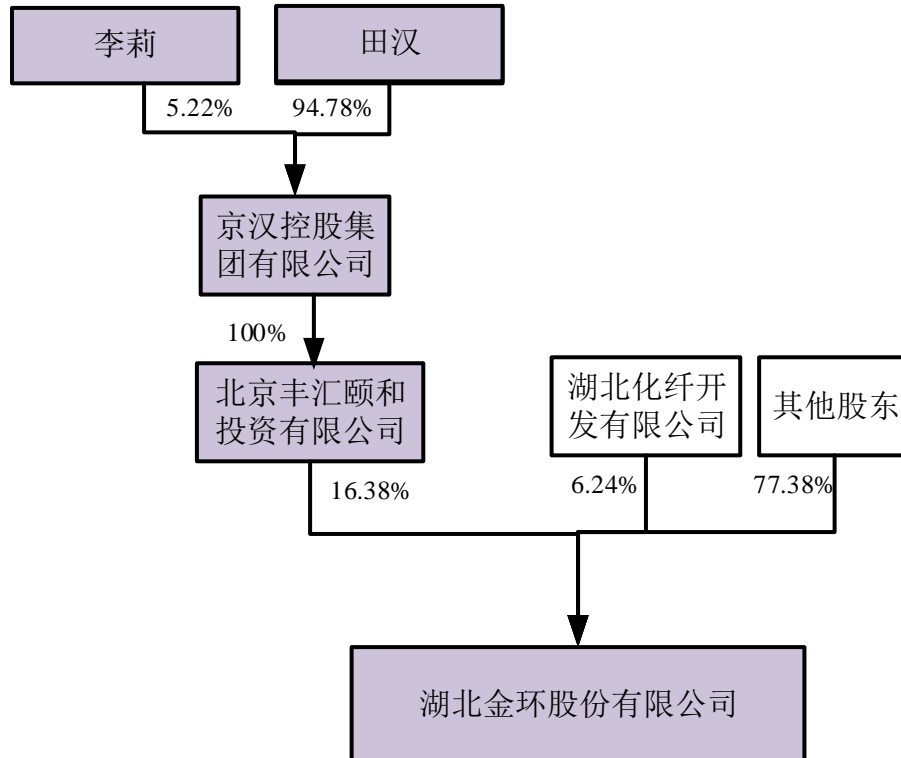 李莉
田汉
5.22%
94.78%
京汉控股集
团有限公司
100%
北京丰汇颐和
投资有限公司
湖北化纤开
发有限公司
其他股东
16.38%
6.24%
77.38%
湖北金环股份有限公司